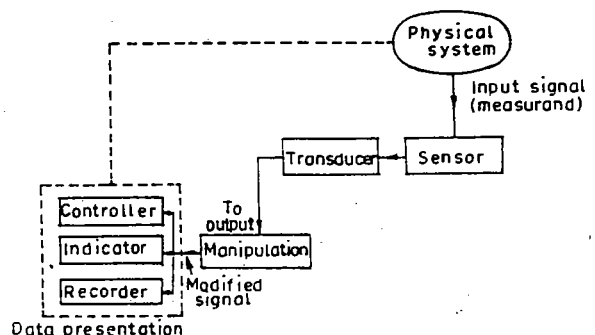 Physical
system
Input signal
(measurand)
Transducer
Sensor
Controller
To
output
Indicator
Manipulation
Modified
signal
Recorder
Data presentation